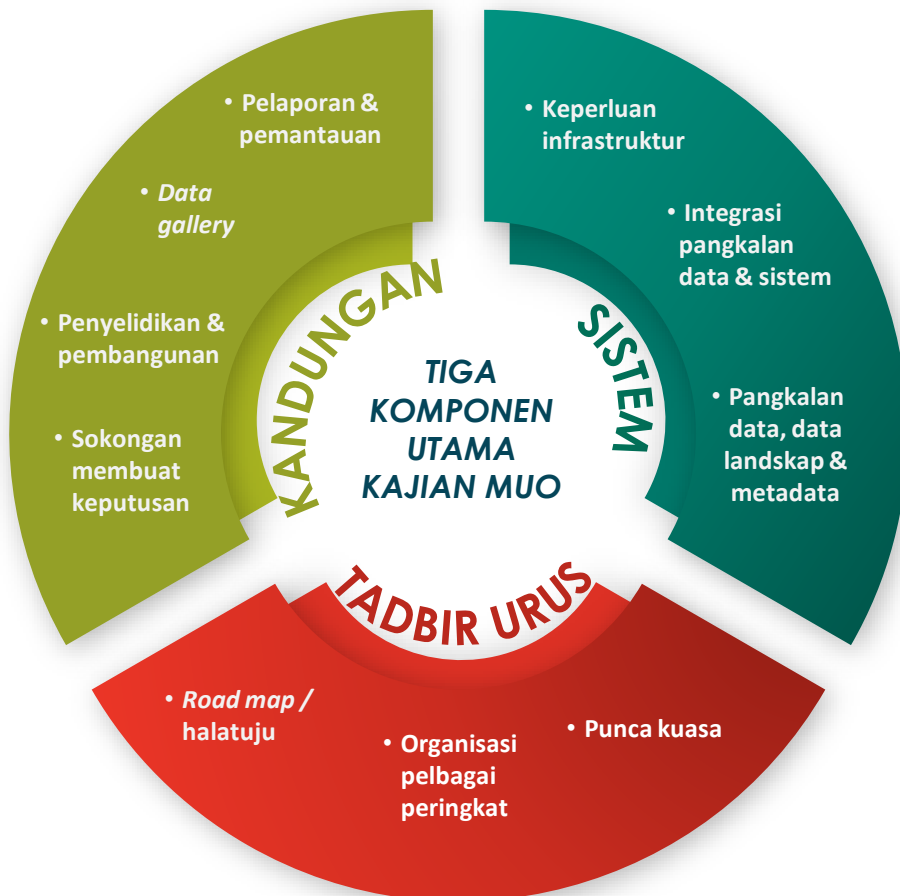 • Pelaporan &
pemantauan
• Data
gallery
• Penyelidikan &
pembangunan
• Sokongan
membuat
keputusan
KANDUNGAN
TIGA
KOMPONEN
UTAMA
KAJIAN MUO
SISTEM
• Keperluan
infrastruktur
• Integrasi
pangkalan
data & sistem
• Pangkalan
data, data
landskap &
metadata
TADBIR URUS
• Road map /
halatuju
• Organisasi
pelbagai
peringkat
• Punca kuasa